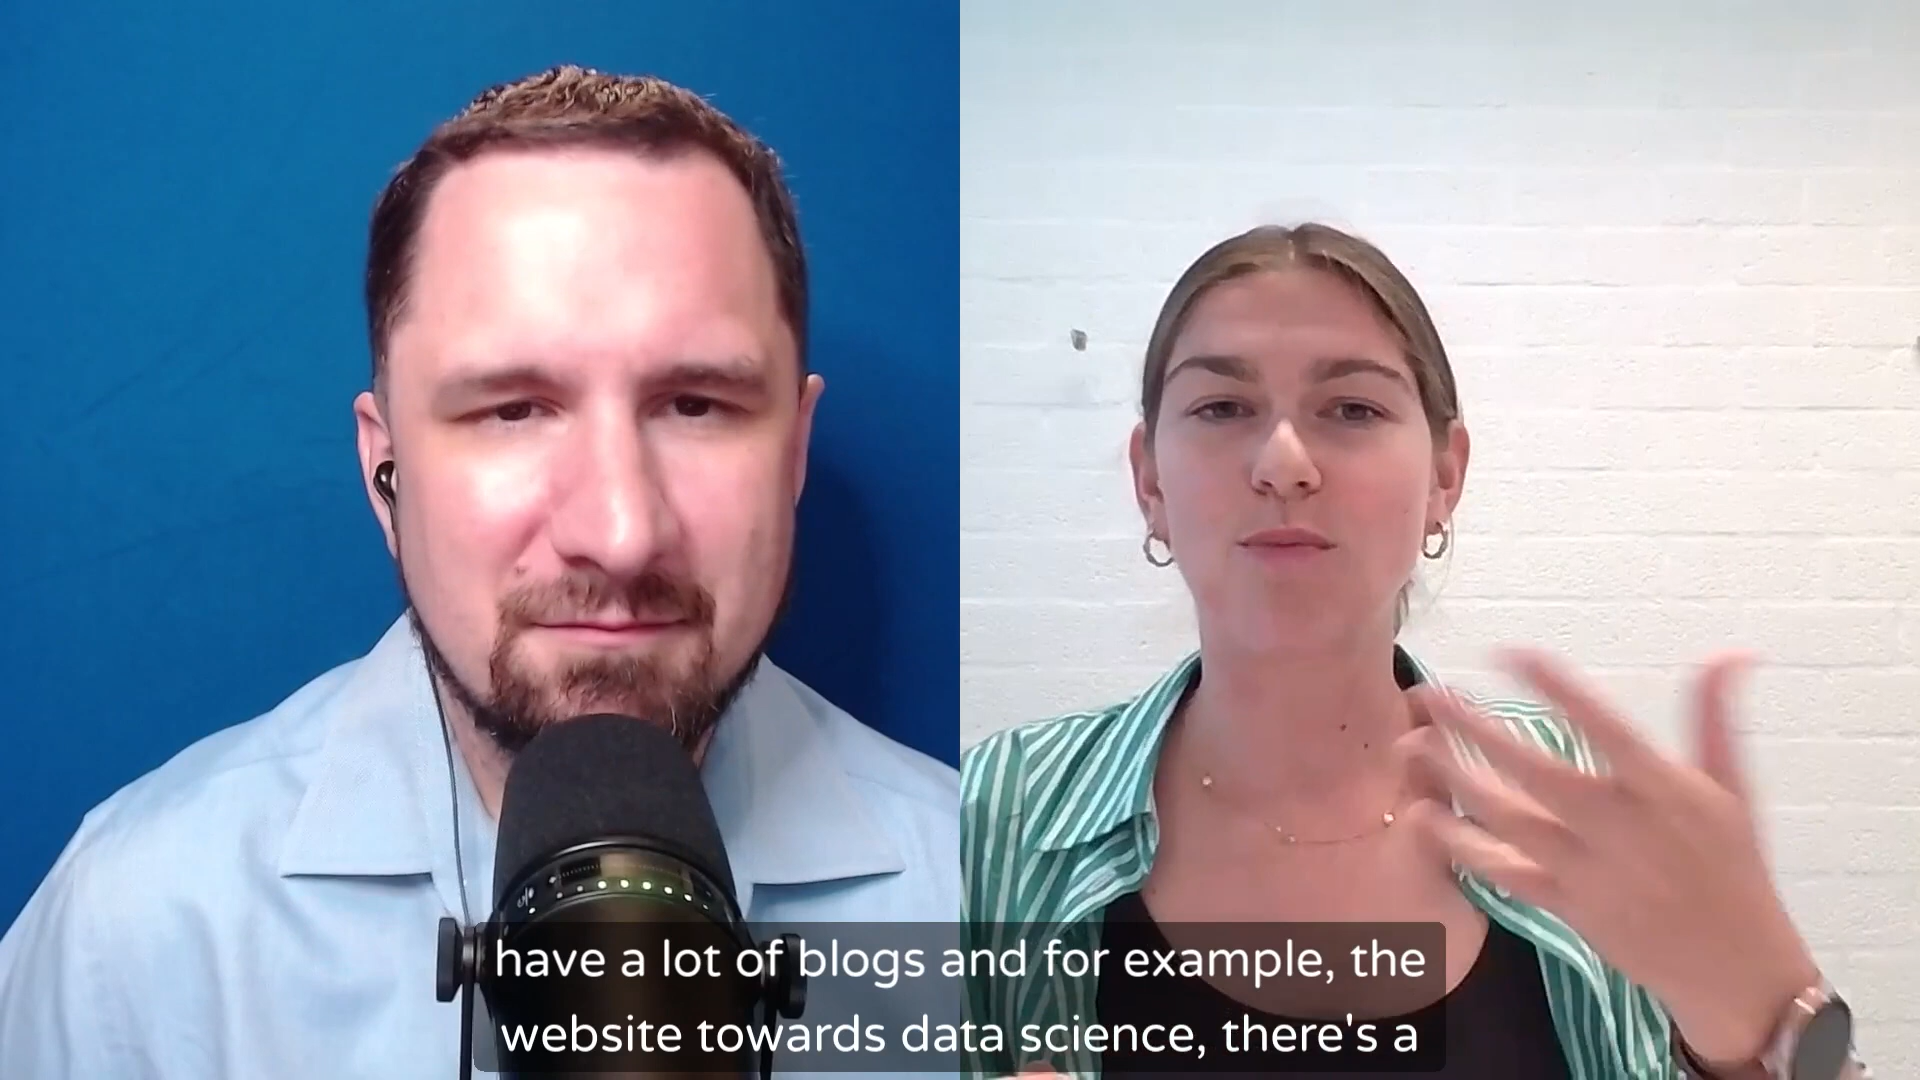 have a lot of blogs and for example, the
website towards data science, there's a